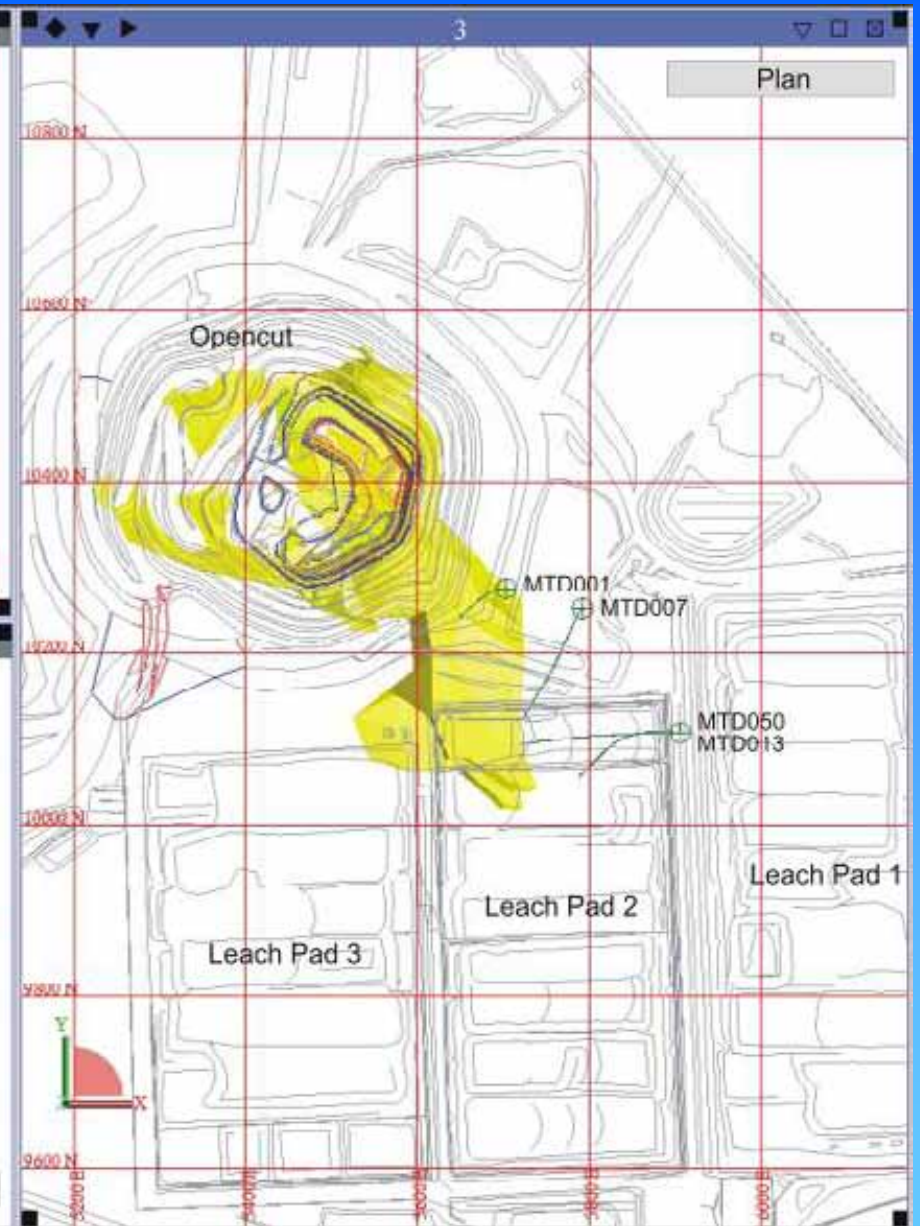 3
Plan
10800 N
10600 N
Opencut
10400 N
MTD001
MTD007
10200 N
MTD050
MTD013
10000 N
Leach Pad 1
Leach Pad 2
Leach Pad 3
9800 N
Y
X
9600 N